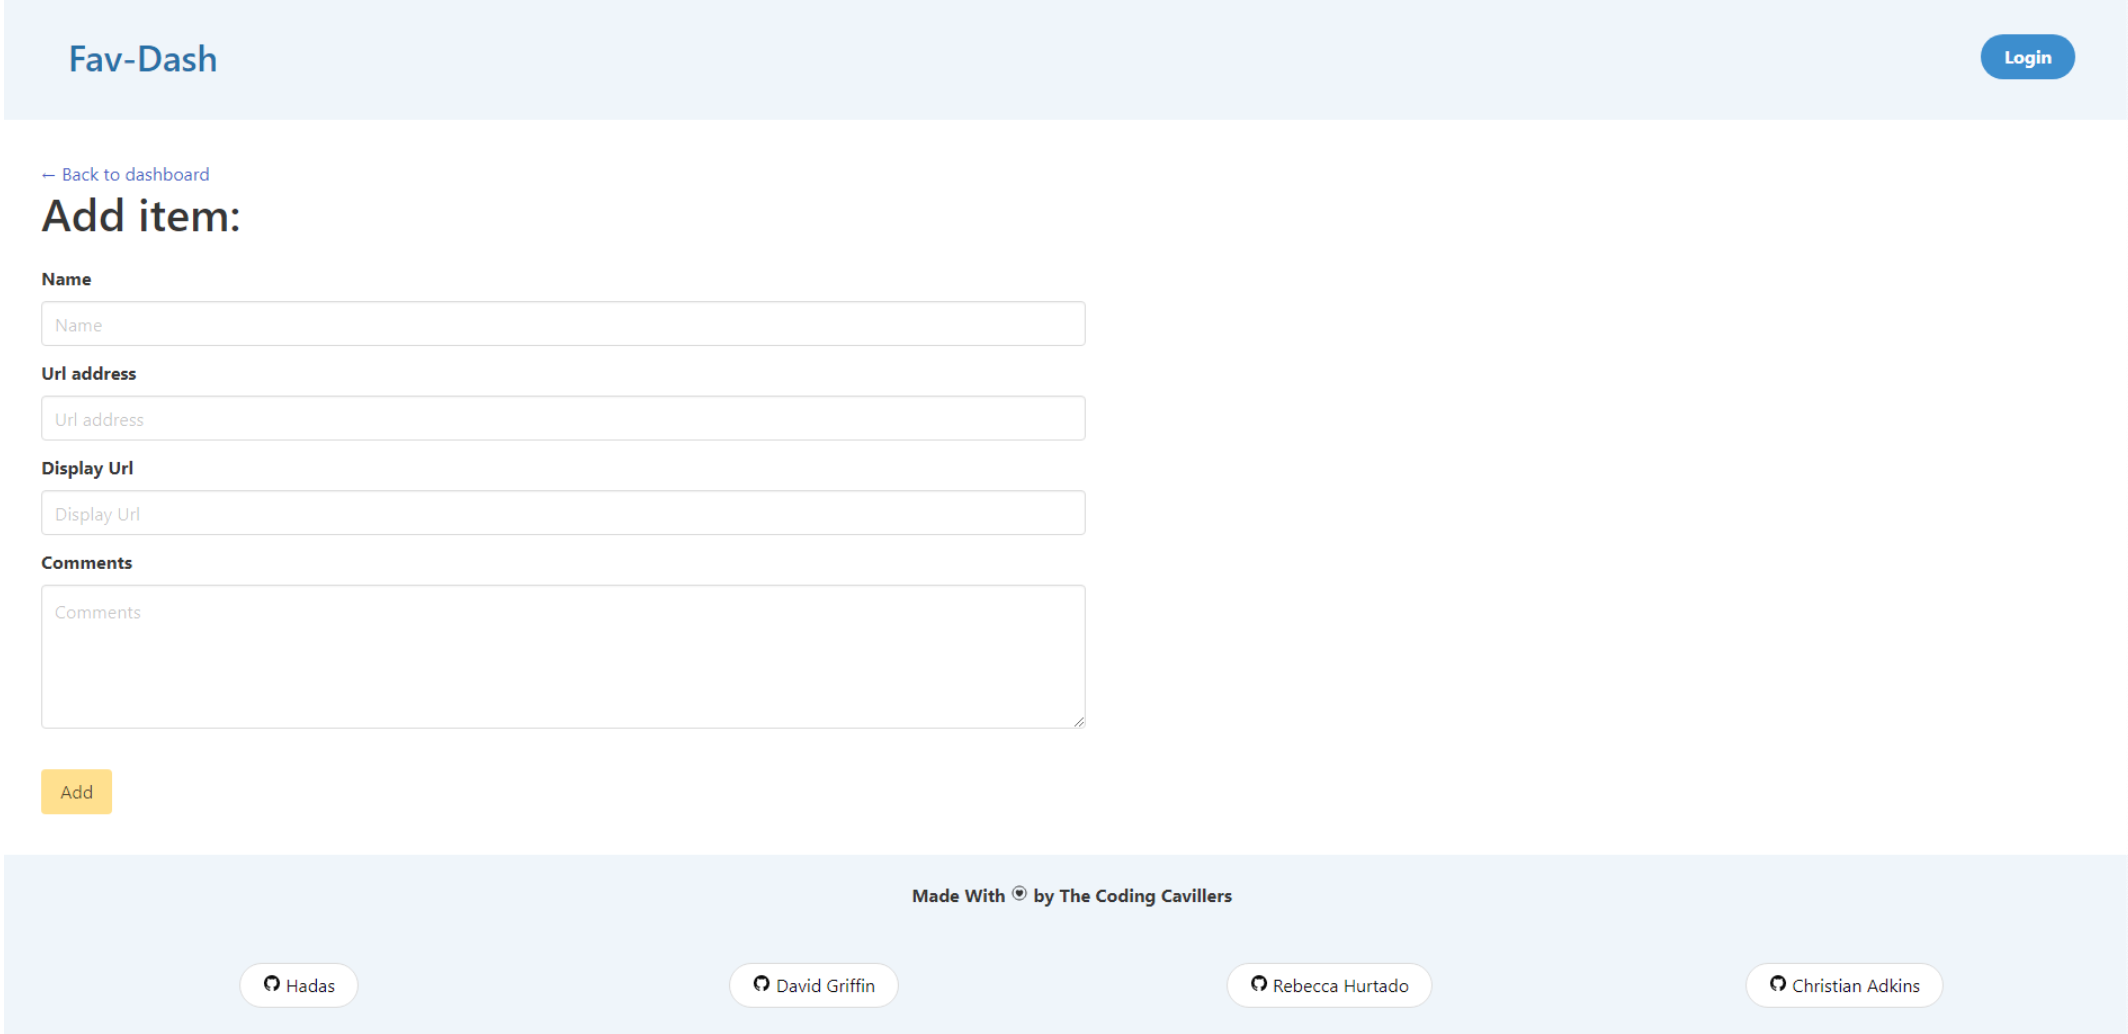 Fav-Dash
Login
← Back to dashboard
Add item:
Name
Name
Url address
Url address
Display Url
Display Url
Comments
Comments
Add
Made With by The Coding Cavillers
Hadas
David Griffin
Rebecca Hurtado
Christian Adkins